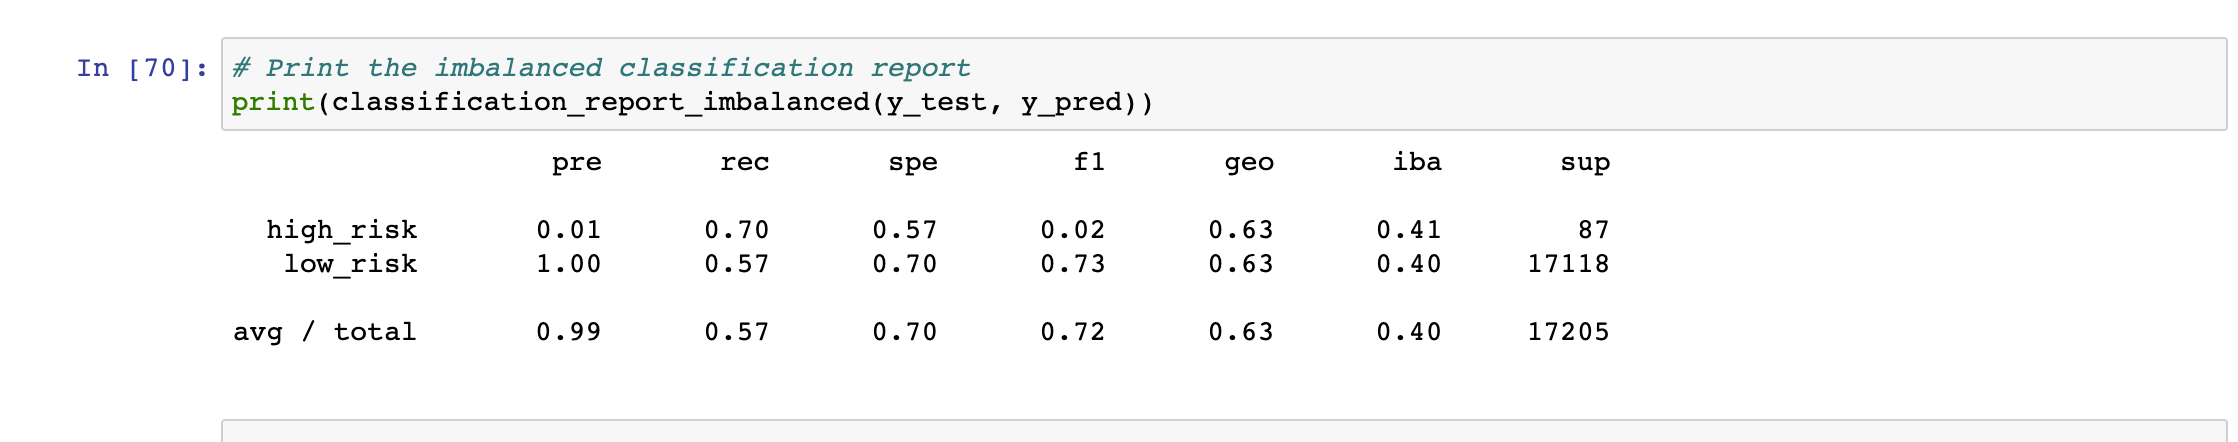 In [70]: # Print the imbalanced classification report
print(classification_report_imbalanced(y_test, y_pred))
pre rec spe f1 geo iba sup
high_risk 0.01 0.70 0.57 0.02 0.63 0.41 87
low_risk 1.00 0.57 0.70 0.73 0.63 0.40 17118
avg / total 0.99 0.57 0.70 0.72 0.63 0.40 17205